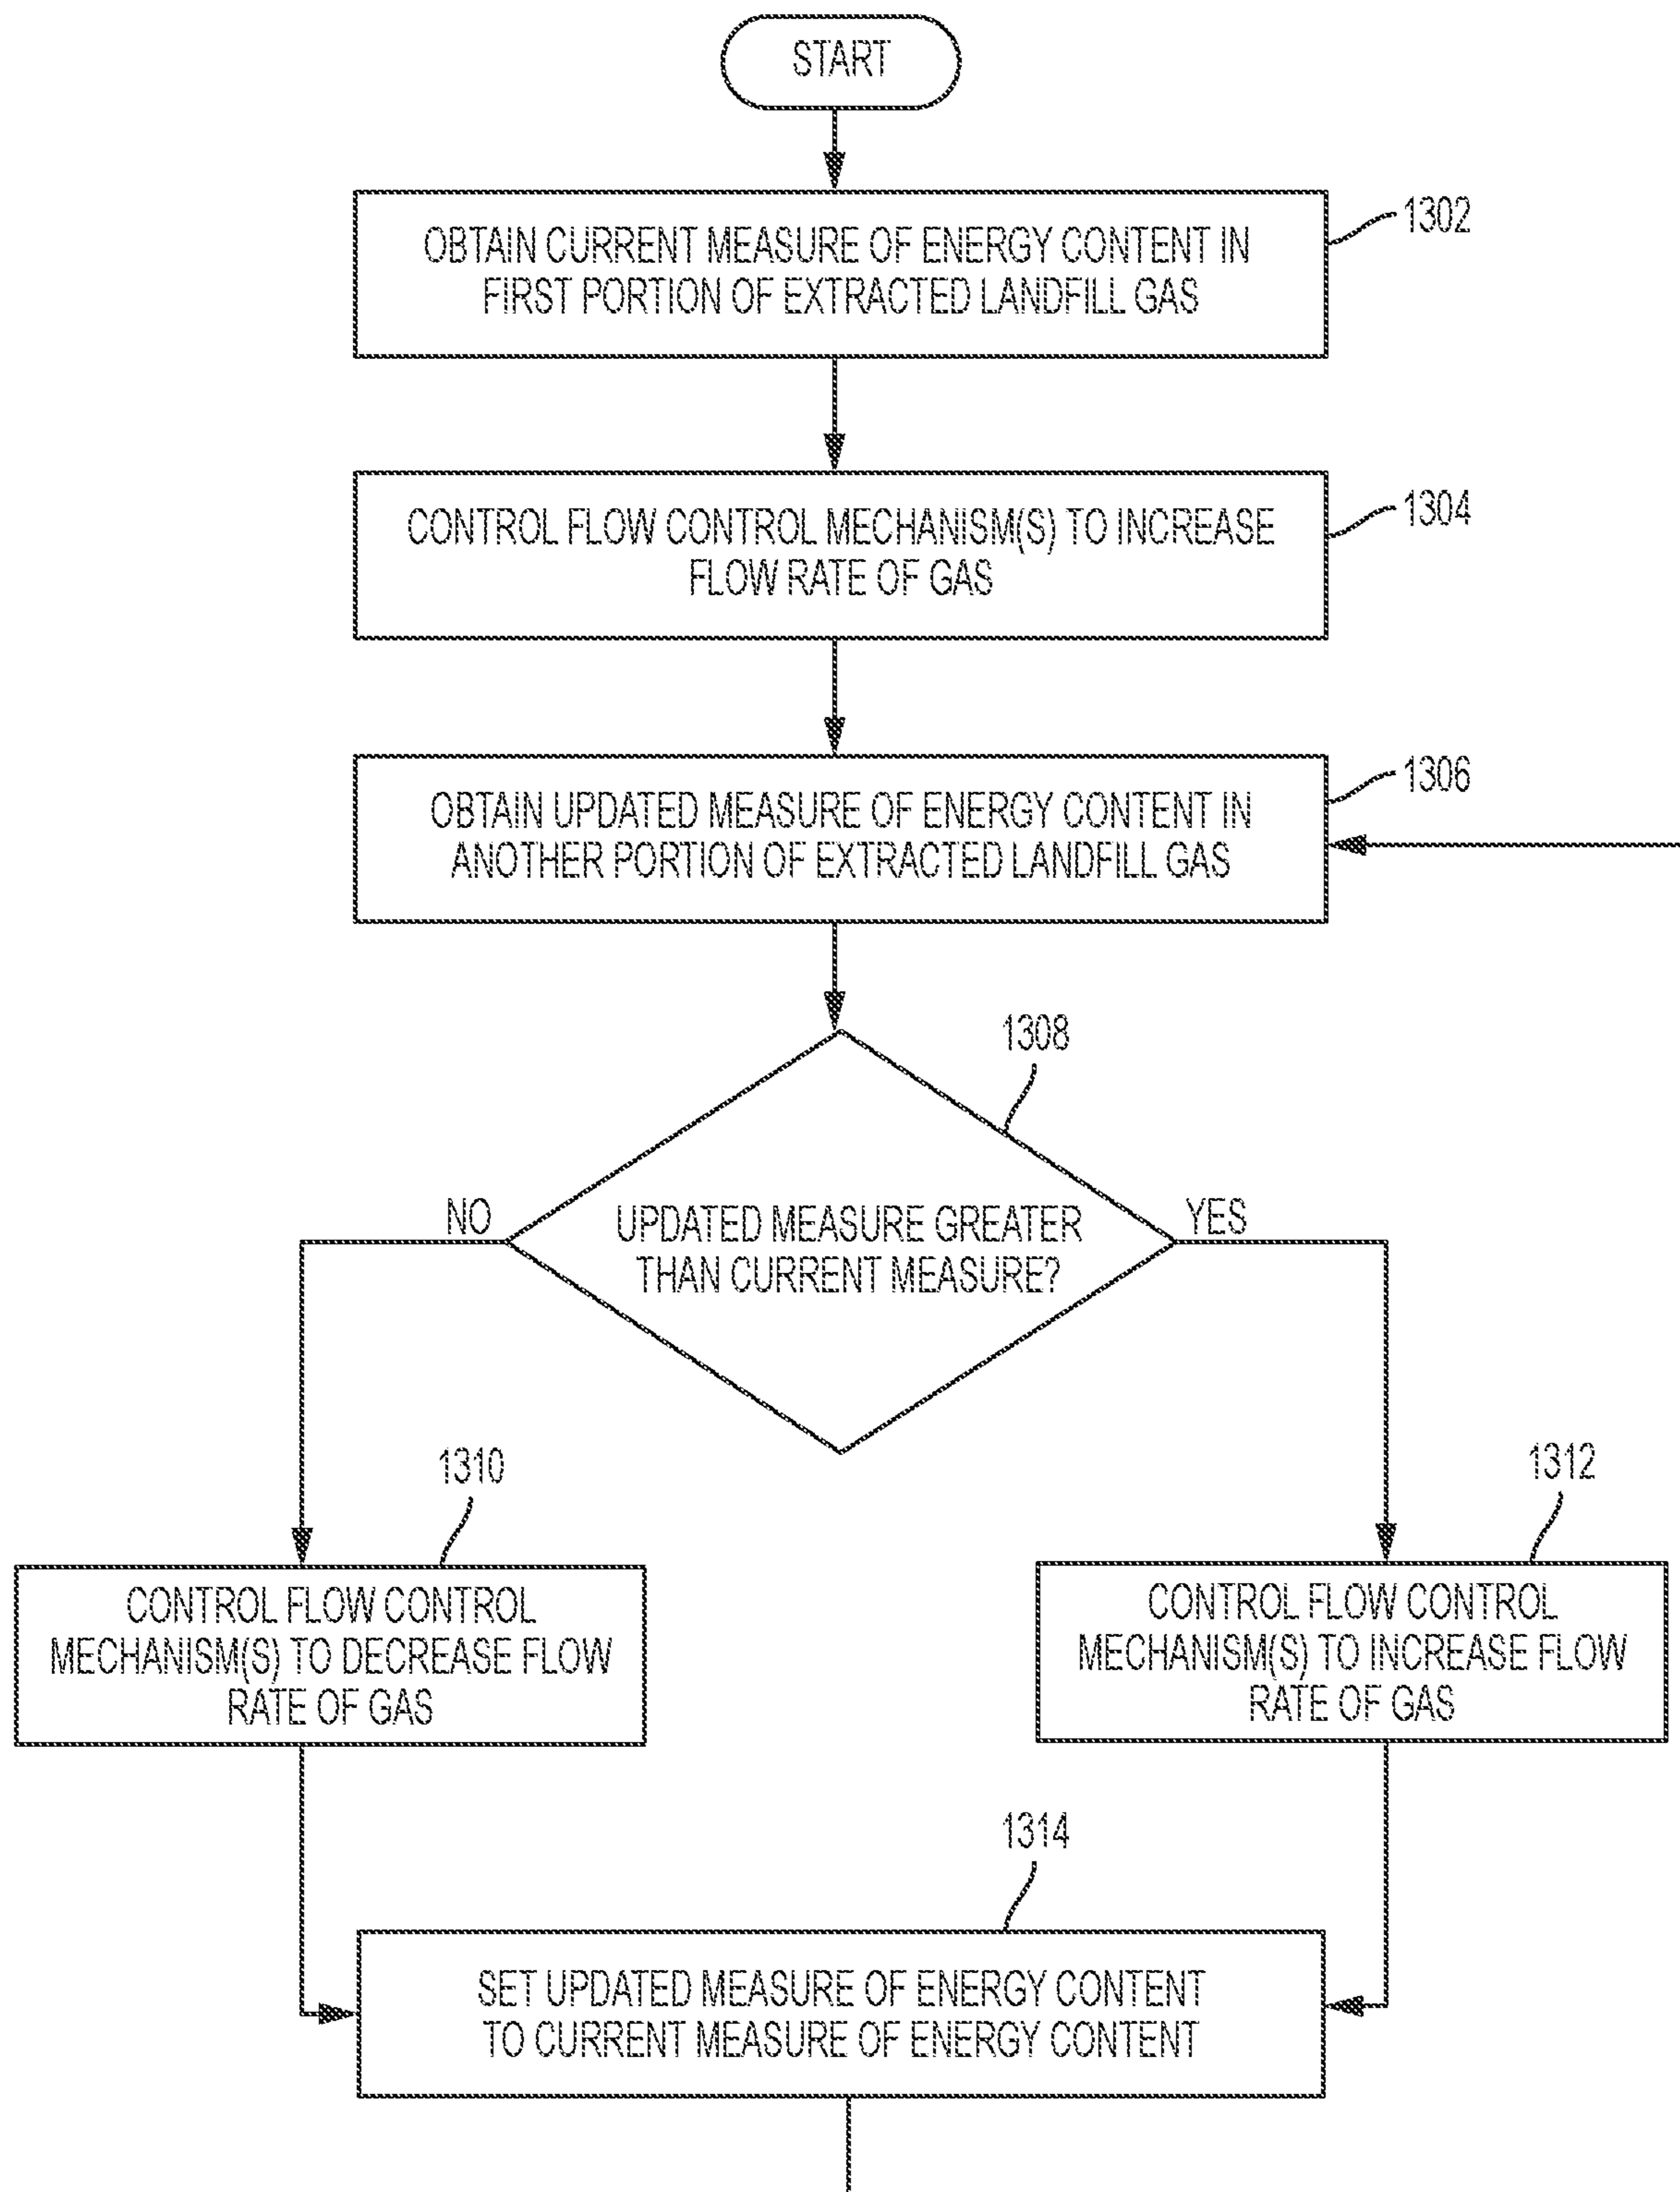 START
1302
OBTAIN CURRENT MEASURE OF ENERGY CONTENT IN
FIRST PORTION OF EXTRACTED LANDFILL GAS
1304
CONTROL FLOW CONTROL MECHANISM(S) TO INCREASE
FLOW RATE OF GAS
1306
OBTAIN UPDATED MEASURE OF ENERGY CONTENT IN
ANOTHER PORTION OF EXTRACTED LANDFILL GAS
1308
NO
YES
UPDATED MEASURE GREATER
THAN CURRENT MEASURE?
1310
CONTROL FLOW CONTROL
MECHANISM(S) TO DECREASE FLOW
RATE OF GAS
1312
CONTROL FLOW CONTROL
MECHANISM(S) TO INCREASE FLOW
RATE OF GAS
1314
SET UPDATED MEASURE OF ENERGY CONTENT
TO CURRENT MEASURE OF ENERGY CONTENT